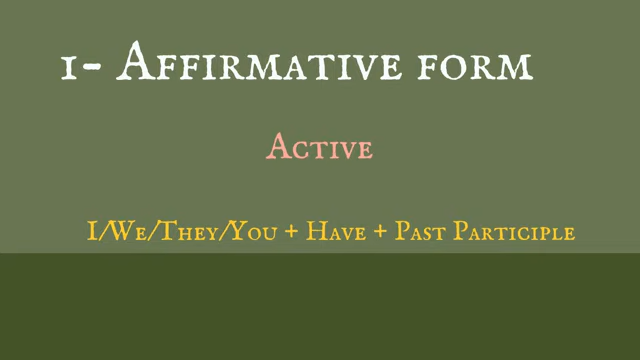 1- Affirmative form
Active
I/We/They/You + Have + Past Participle